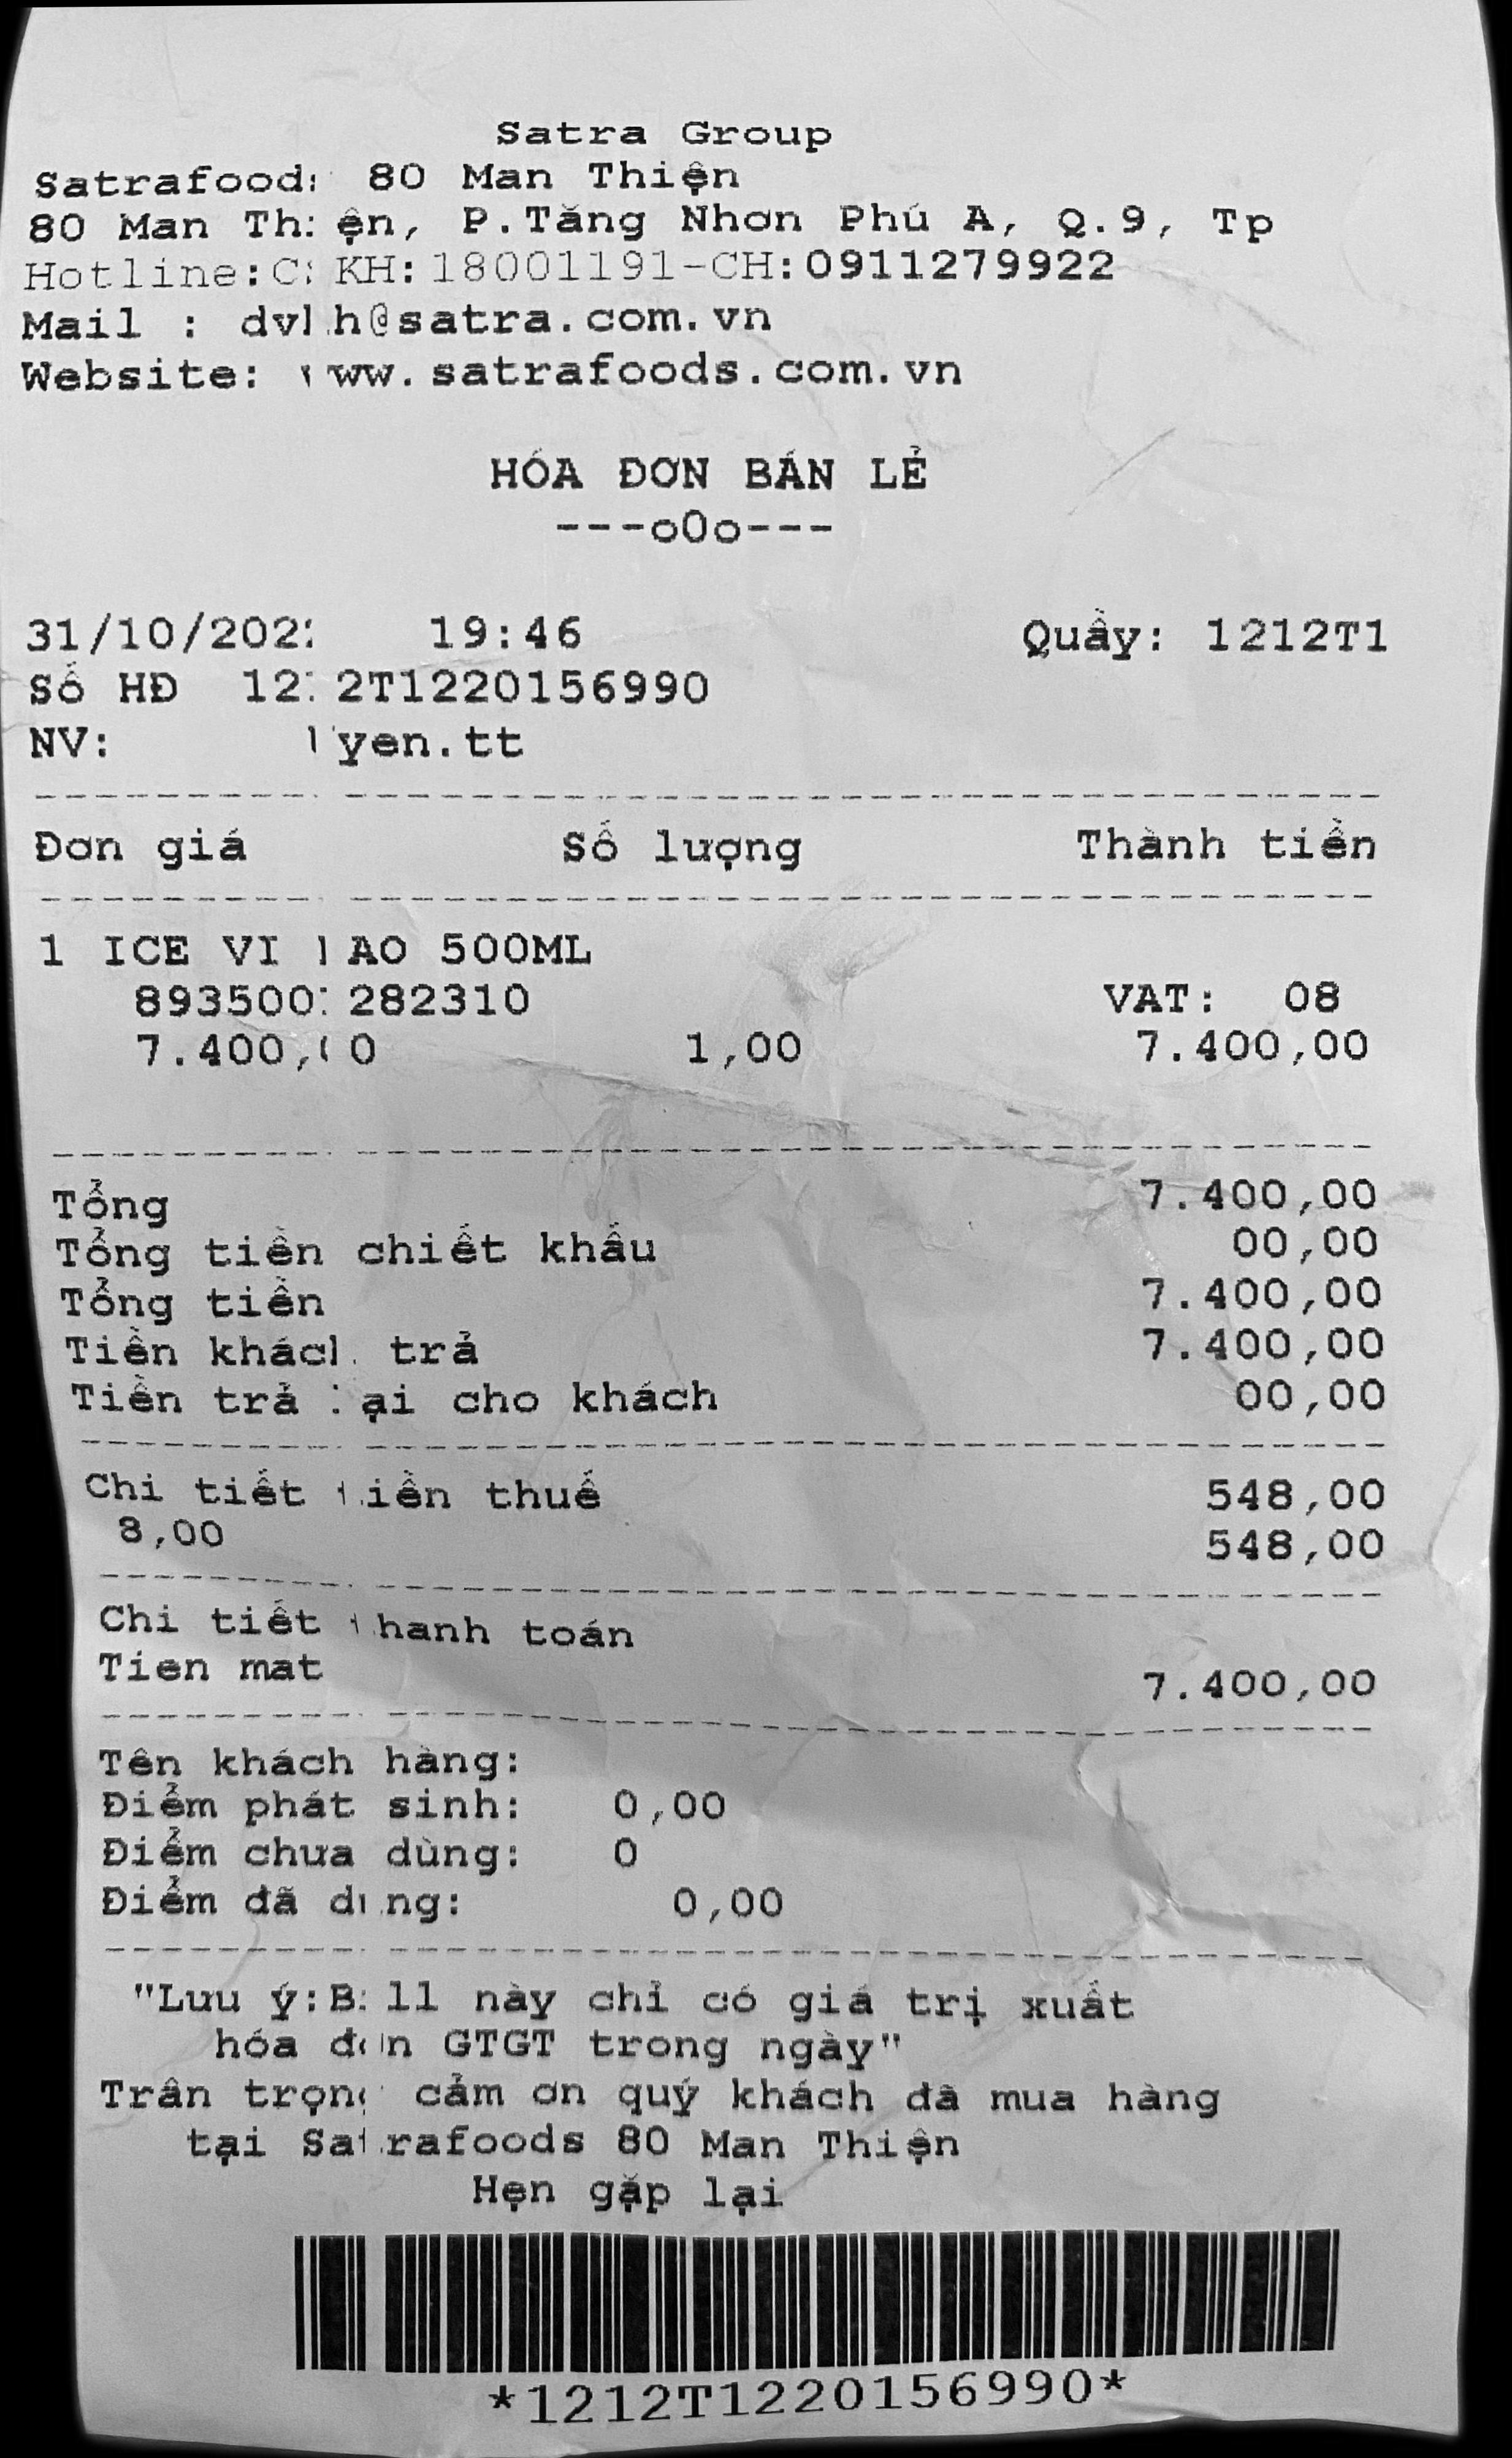 Satra Group
Satrafoods 80 Man Thiện
80 Man Thiện, P.Tăng Nhơn Phú A, Q.9, Tp
Hotline:CSKH:18001191-CH:0911279922
Mail : dvkh@satra.com.vn
Website: www.satrafoods.com.vn
HÓA ĐƠN BÁN LẺ
---oOo---
31/10/2022 19:46 Quầy: 1212T1
Số HĐ 1212T1220156990
NV: yen.tt
Đơn giá Số lượng Thành tiền
1 ICE VI ĐAO 500ML
8935001282310 VAT: 08
7.400,00 1,00 7.400,00
Tổng 7.400,00
Tổng tiền chiết khấu 00,00
Tổng tiền 7.400,00
Tiền khách trả 7.400,00
Tiền trả lại cho khách 00,00
Chi tiết tiền thuế 548,00
8,00 548,00
Chi tiết thanh toán
Tien mat 7.400,00
Tên khách hàng:
Điểm phát sinh: 0,00
Điểm chưa dùng: 0
Điểm đã dùng: 0,00
"Lưu ý:Bill này chỉ có giá trị xuất
hóa đơn GTGT trong ngày"
Trân trọng cảm ơn quý khách đã mua hàng
tại Satrafoods 80 Man Thiện
Hẹn gặp lại
*1212T1220156990*